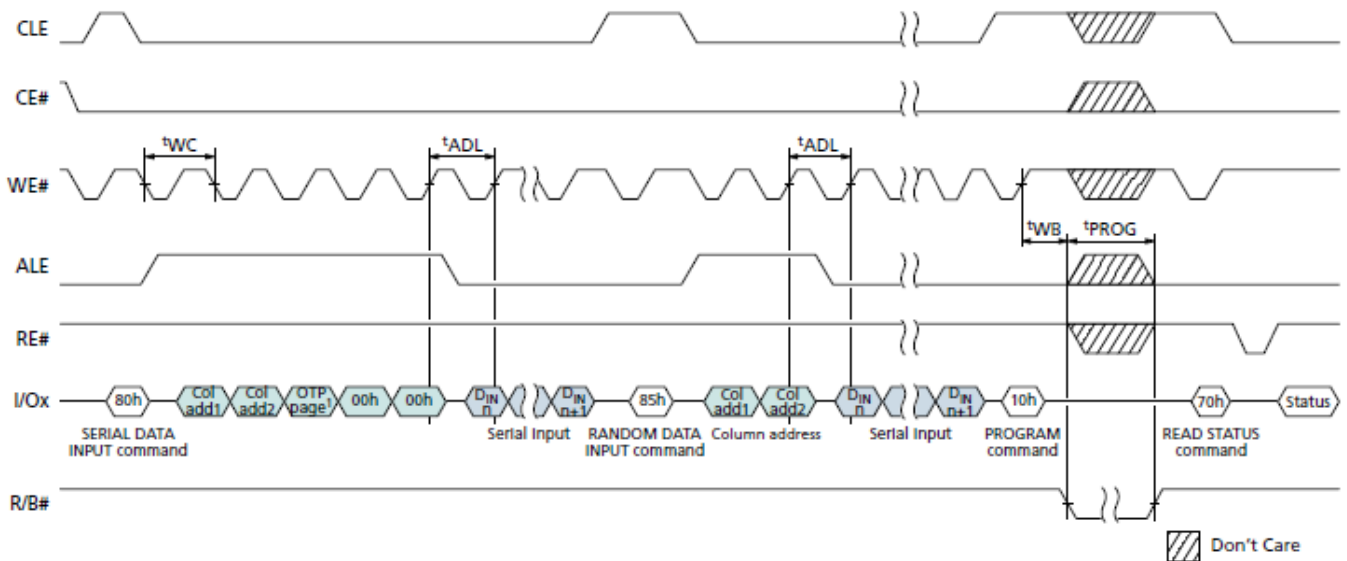 CLE
CE#
tWC tADL tADL
WE#
tWB tPROG
ALE
RE#
I/Ox 80h Col add1 Col add2 OTP page1 00h 00h DIN n DIN n+1 85h Col add1 Col add2 DIN n DIN n+1 10h 70h Status
SERIAL DATA INPUT command Serial input RANDOM DATA INPUT command Column address Serial input PROGRAM command READ STATUS command
R/B#
Don't Care